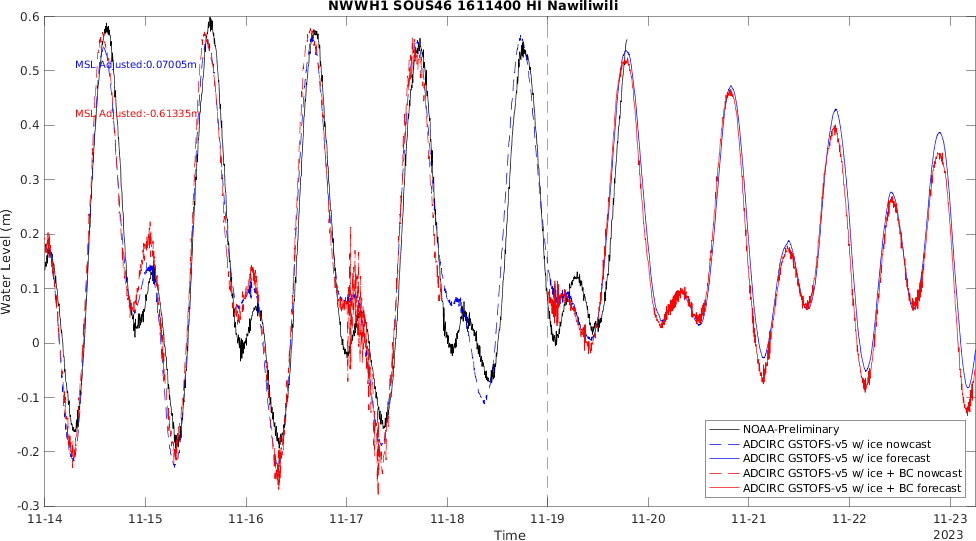 NWWH1 SOUS46 1611400 HI Nawiliwili
0.6
0.5
0.4
0.3
0.2
0.1
0
-0.1
-0.2
-0.3
Water Level (m)
MSL Adjusted:0.07005m
MSL Adjusted:-0.61335m
NOAA-Preliminary
ADCIRC GSTOFS-v5 w/ ice nowcast
ADCIRC GSTOFS-v5 w/ ice forecast
ADCIRC GSTOFS-v5 w/ ice + BC nowcast
ADCIRC GSTOFS-v5 w/ ice + BC forecast
11-14 11-15 11-16 11-17 11-18 11-19 11-20 11-21 11-22 11-23
Time
2023